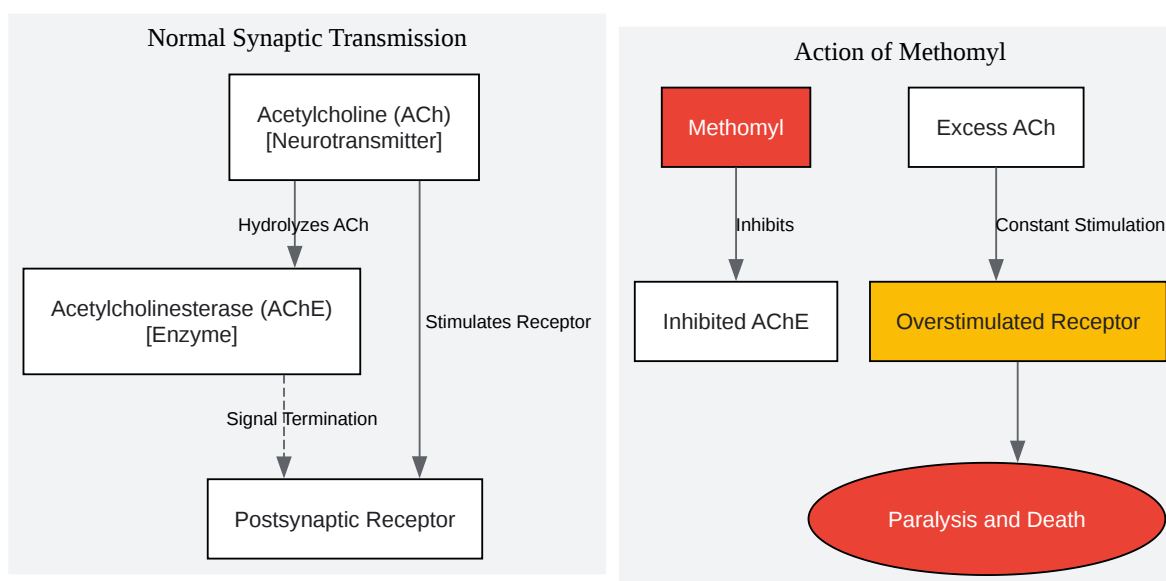 Normal Synaptic Transmission
Acetylcholine (ACh)
[Neurotransmitter]
Hydrolyzes ACh
Acetylcholinesterase (AChE)
[Enzyme]
Stimulates Receptor
Signal Termination
Postsynaptic Receptor
Action of Methomyl
Methomyl
Excess ACh
Inhibits
Constant Stimulation
Inhibited AChE
Overstimulated Receptor
Paralysis and Death